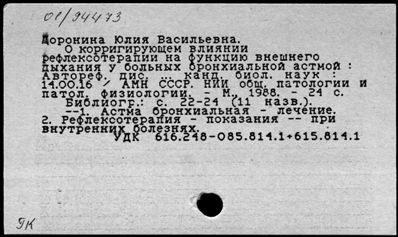 Ос/94473
Доронина Юлия Васильевна.
О корригирующем влиянии
рефлексотерапии на функцию внешнего
дыхания у больных бронхиальной астмой :
Автореф. дис. ... канд. биол. наук :
14.00.16 / АМН СССР. НИИ общ. патологии и
патол. физиологии. - М., 1988. - 24 с.
Библиогр.: с. 22-24 (11 назв.).
--1. Астма бронхиальная - лечение.
2. Рефлексотерапия - показания -- при
внутренних болезнях.
УДК 616.248-085.814.1+615.814.1
ПК